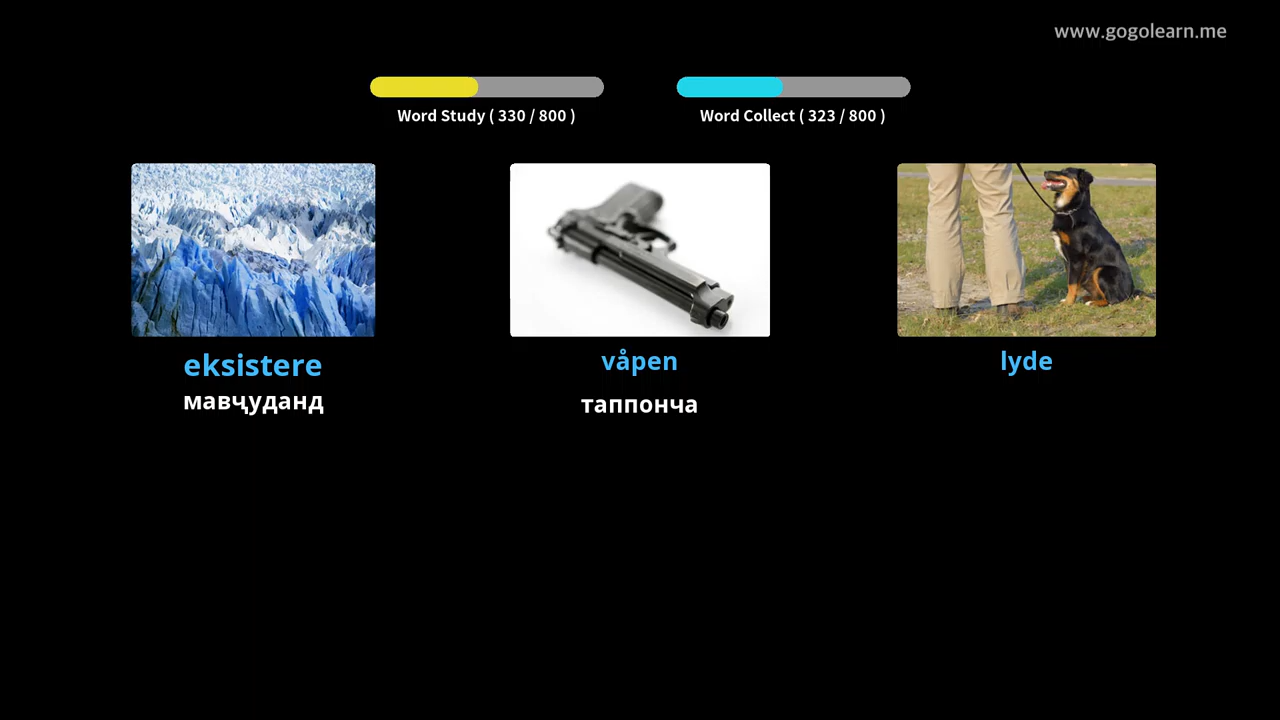 www.gogolearn.me
Word Study ( 330 / 800 )
Word Collect ( 323 / 800 )
eksistere
мавҷуданд
våpen
таппонча
lyde